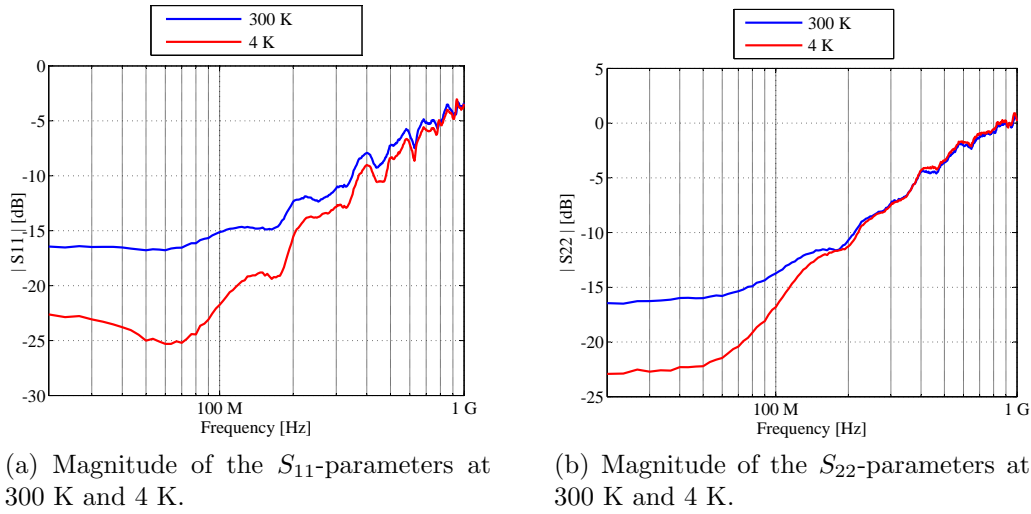 300 K
4 K
0
-5
-10
-15
-20
-25
-30
| S11 | [dB]
100 M
1 G
Frequency [Hz]
(a) Magnitude of the S11-parameters at
300 K and 4 K.
300 K
4 K
5
0
-5
-10
-15
-20
-25
| S22 | [dB]
100 M
1 G
Frequency [Hz]
(b) Magnitude of the S22-parameters at
300 K and 4 K.